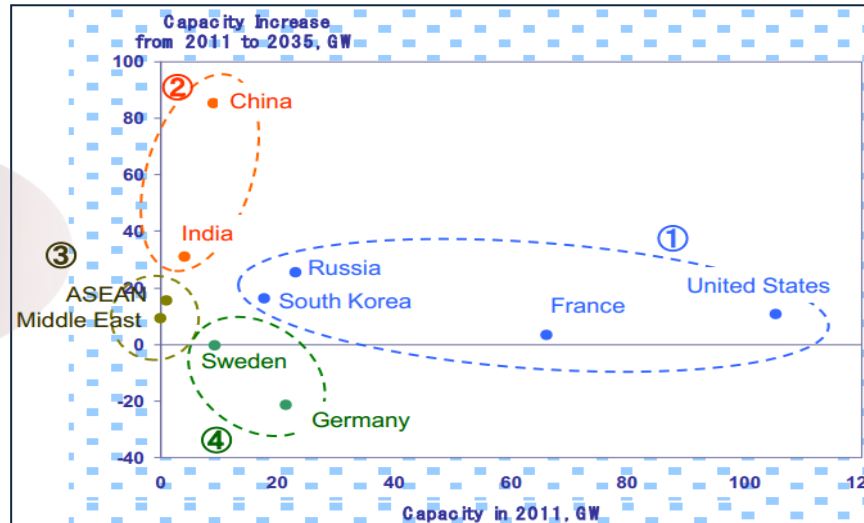 Capacity Increase
from 2011 to 2035, GW
100
②
China
80
60
India
40
①
③
Russia
United States
20
ASEAN
South Korea
France
Middle East
0
Sweden
-20
Germany
④
-40
0
20
40
60
80
100
12
Capacity in 2011, GW